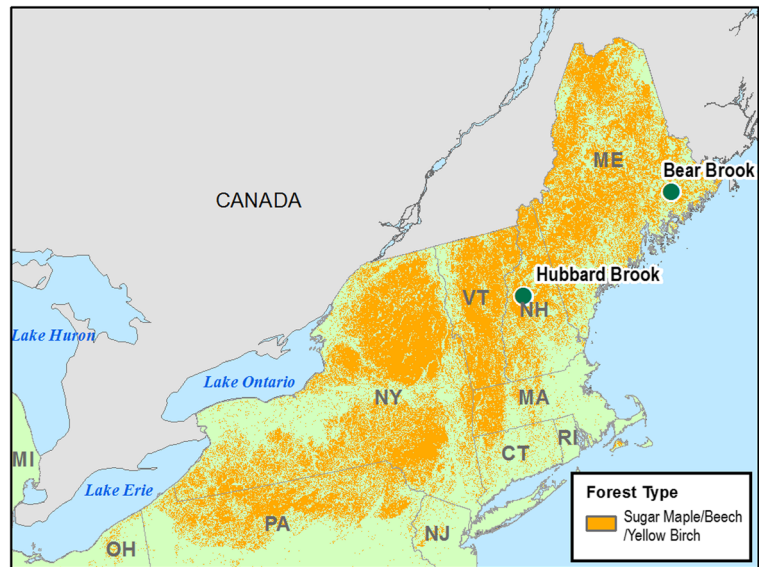 ME
Bear Brook
CANADA
Hubbard Brook
VT
NH
Lake Huron
Lake Ontario
NY
MA
CT
RI
MI
Lake Erie
PA
NJ
OH
Forest Type
Sugar Maple/Beech
/Yellow Birch